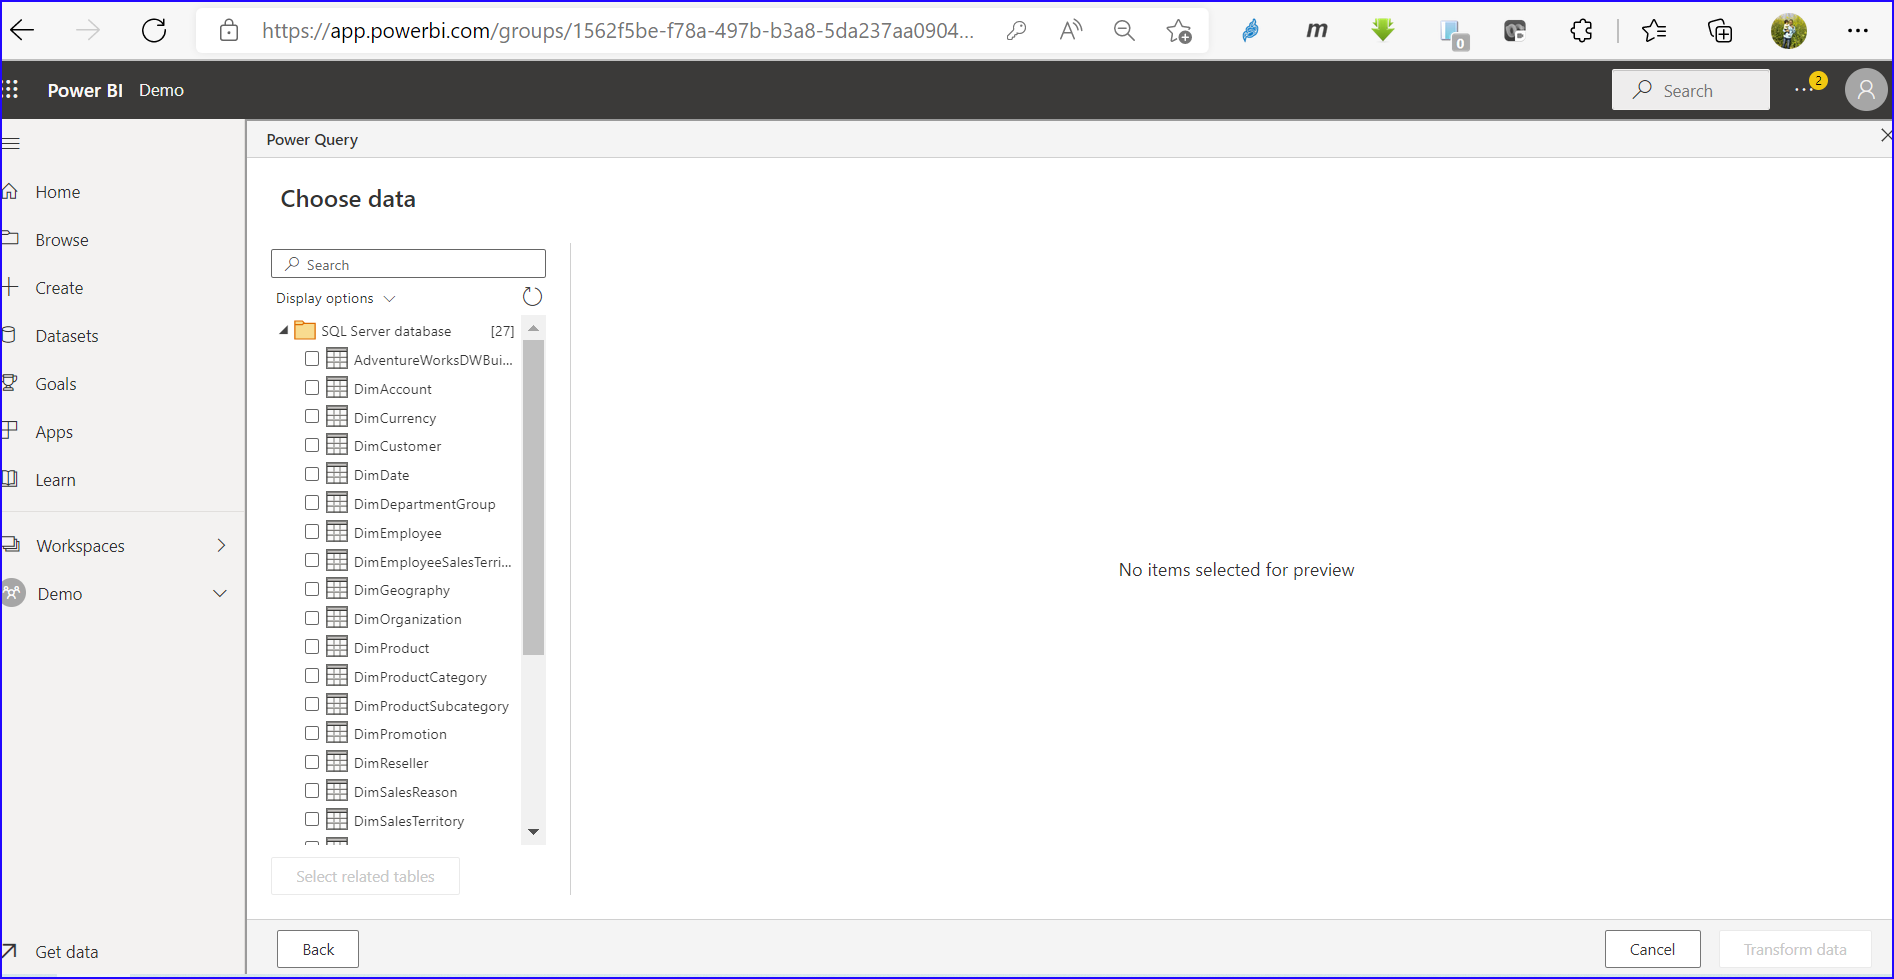 https://app.powerbi.com/groups/1562f5be-f78a-497b-b3a8-5da237aa0904...
m
0
Power BI Demo
Search
2
Power Query
Home
Browse
Create
Datasets
Goals
Apps
Learn
Workspaces
Demo
Get data
Choose data
Search
Display options
SQL Server database [27]
AdventureWorksDWBui...
DimAccount
DimCurrency
DimCustomer
DimDate
DimDepartmentGroup
DimEmployee
DimEmployeeSalesTerri...
DimGeography
DimOrganization
DimProduct
DimProductCategory
DimProductSubcategory
DimPromotion
DimReseller
DimSalesReason
DimSalesTerritory
Select related tables
No items selected for preview
Back
Cancel
Transform data